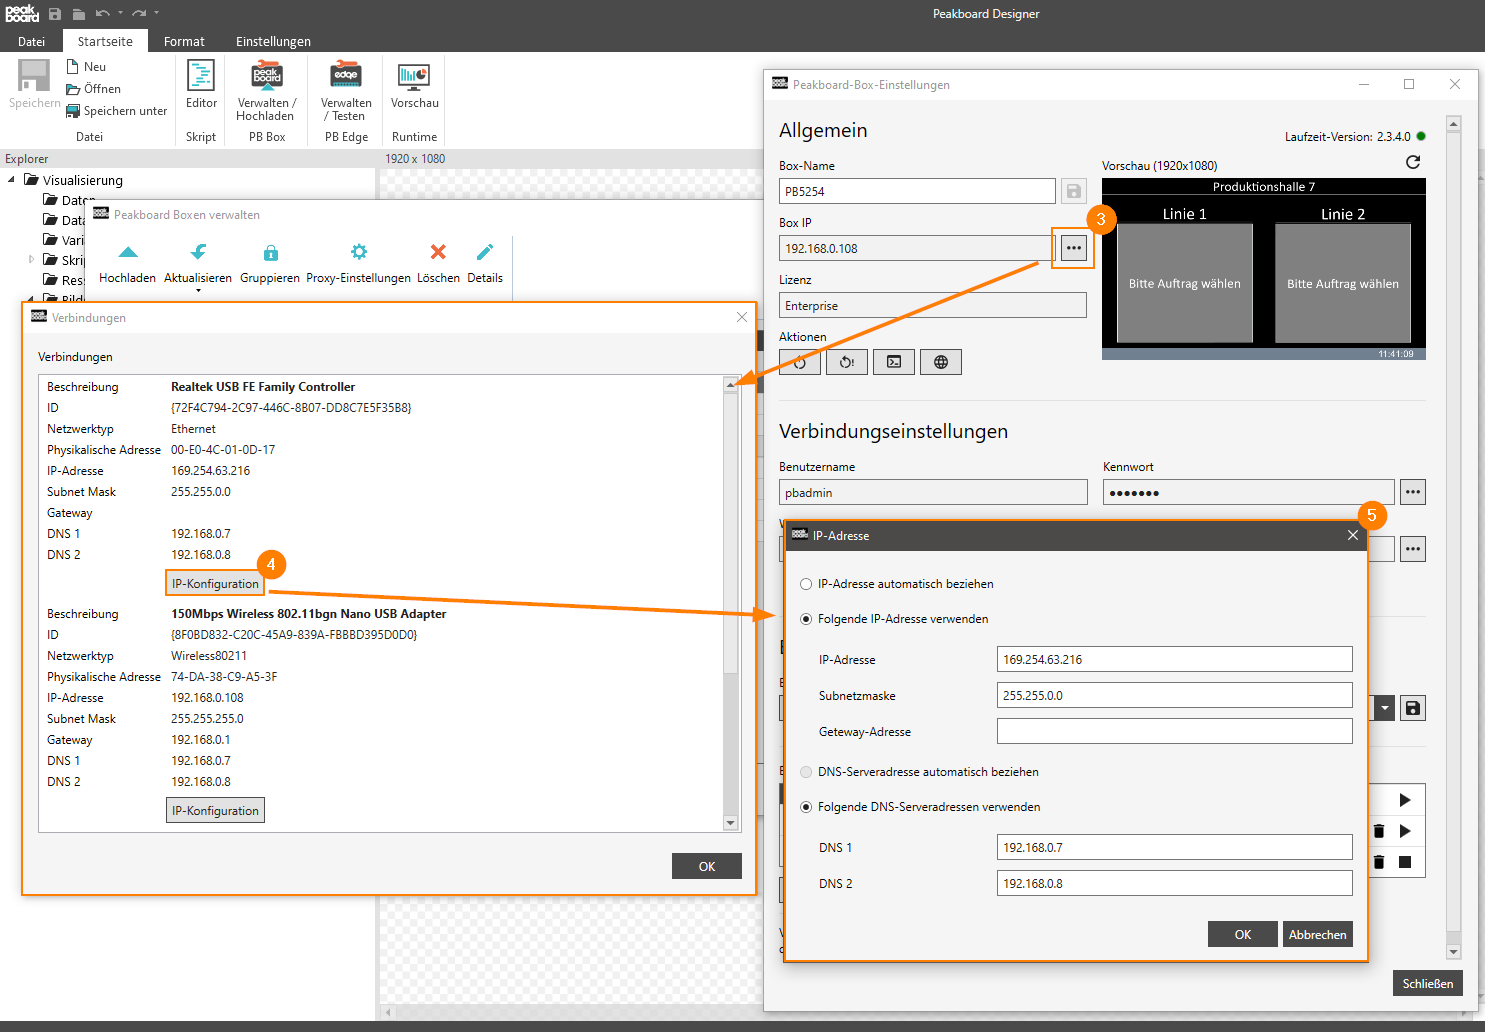 peak
board
Peakboard Designer
Datei
Startseite
Format
Einstellungen
Speichern
Neu
Öffnen
Speichern unter
Datei
Editor
Skript
peak
board
Verwalten /
Hochladen
PB Box
edge
Verwalten
/ Testen
PB Edge
Vorschau
Runtime
Explorer
1920 x 1080
Visualisierung
Date
Data
Vari
Skri
Ress
Bild
Peakboard Boxen verwalten
Hochladen
Aktualisieren
Gruppieren
Proxy-Einstellungen
Löschen
Details
Verbindungen
Verbindungen
Beschreibung Realtek USB FE Family Controller
ID {72F4C794-2C97-446C-8B07-DD8C7E5F35B8}
Netzwerktyp Ethernet
Physikalische Adresse 00-E0-4C-01-0D-17
IP-Adresse 169.254.63.216
Subnet Mask 255.255.0.0
Gateway
DNS 1 192.168.0.7
DNS 2 192.168.0.8
IP-Konfiguration
4
Beschreibung 150Mbps Wireless 802.11bgn Nano USB Adapter
ID {8F0BD832-C20C-45A9-839A-FBBBD395D0D0}
Netzwerktyp Wireless80211
Physikalische Adresse 74-DA-38-C9-A5-3F
IP-Adresse 192.168.0.108
Subnet Mask 255.255.255.0
Gateway 192.168.0.1
DNS 1 192.168.0.7
DNS 2 192.168.0.8
IP-Konfiguration
OK
Peakboard-Box-Einstellungen
Allgemein
Laufzeit-Version: 2.3.4.0
Box-Name
PB5254
Box IP
192.168.0.108
3
Lizenz
Enterprise
Aktionen
Vorschau (1920x1080)
Produktionshalle 7
Linie 1
Linie 2
Bitte Auftrag wählen
Bitte Auftrag wählen
11:41:09
Verbindungseinstellungen
Benutzername
pbadmin
Kennwort
5
IP-Adresse
IP-Adresse automatisch beziehen
Folgende IP-Adresse verwenden
IP-Adresse 169.254.63.216
Subnetzmaske 255.255.0.0
Geteway-Adresse
DNS-Serveradresse automatisch beziehen
Folgende DNS-Serveradressen verwenden
DNS 1 192.168.0.7
DNS 2 192.168.0.8
OK
Abbrechen
Schließen